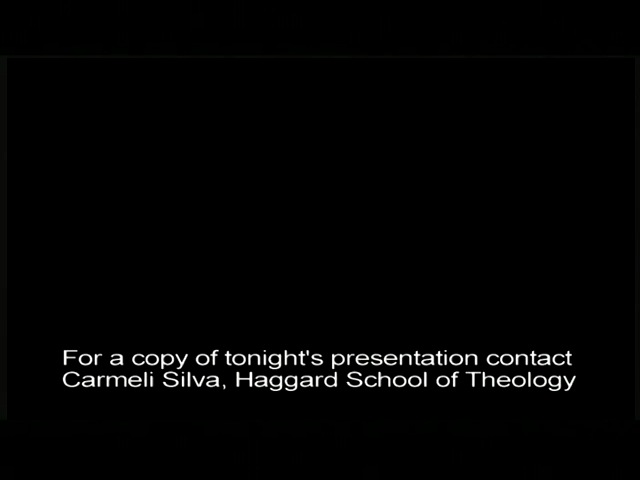 For a copy of tonight's presentation contact
Carmeli Silva, Haggard School of Theology